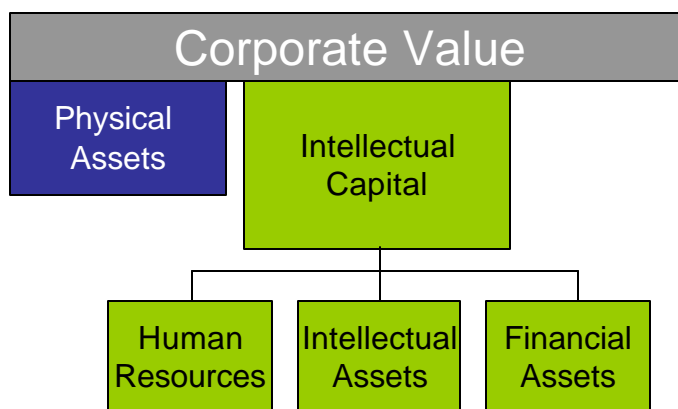 Corporate Value
Physical
Assets
Intellectual
Capital
Human
Resources
Intellectual
Assets
Financial
Assets